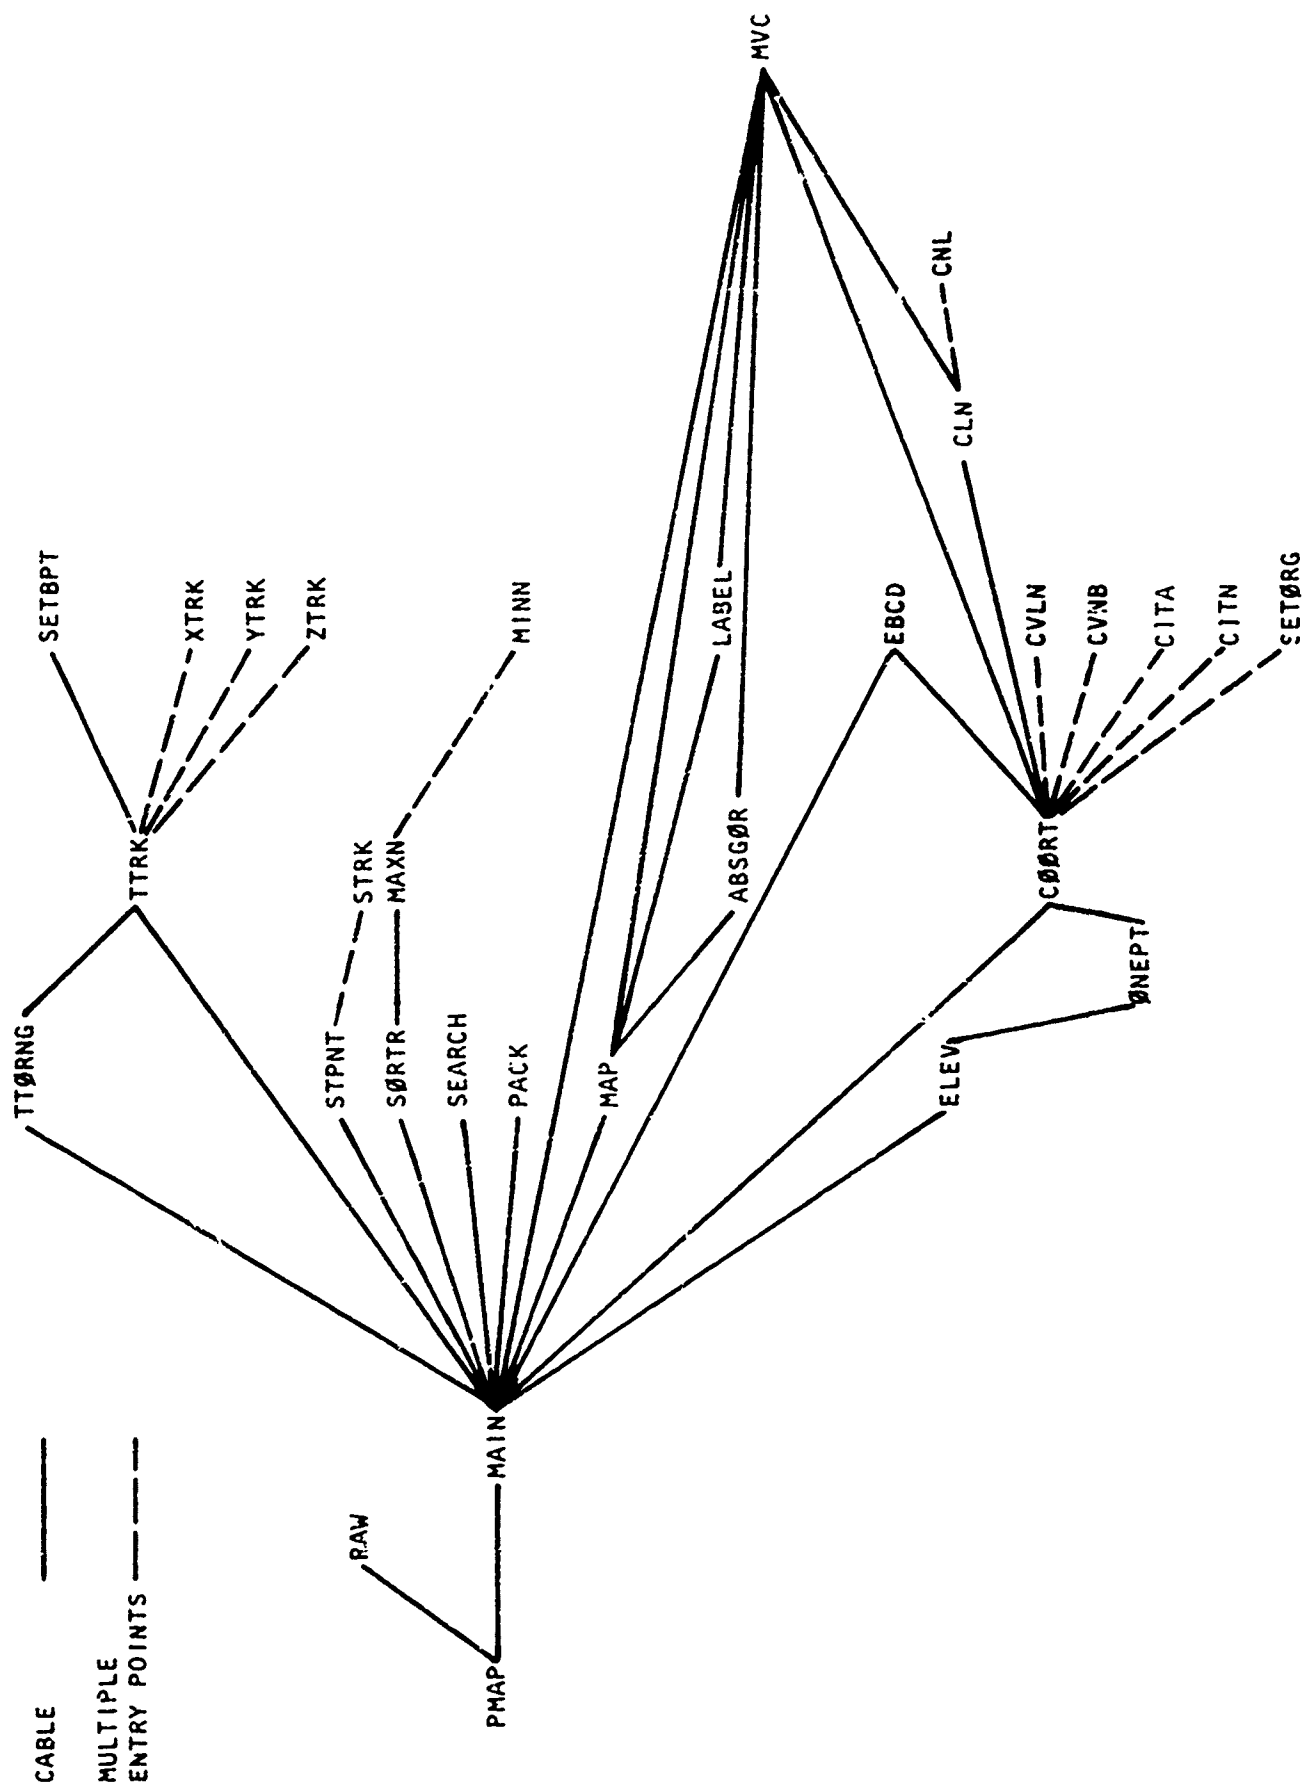 CABLE
MULTIPLE
ENTRY POINTS
PMAP
RAW
MAIN
TTØRNG
TTRK
SETBPT
XTRK
YTRK
ZTRK
STPNT
STRK
SØRTR
MAXN
MINN
SEARCH
PACK
MAP
LABEL
ABSGØR
MVC
EBCD
ELEV
ØNEPT
CØØRT
CLN
CNL
CVLN
CVNB
CITA
CITN
SETØRG